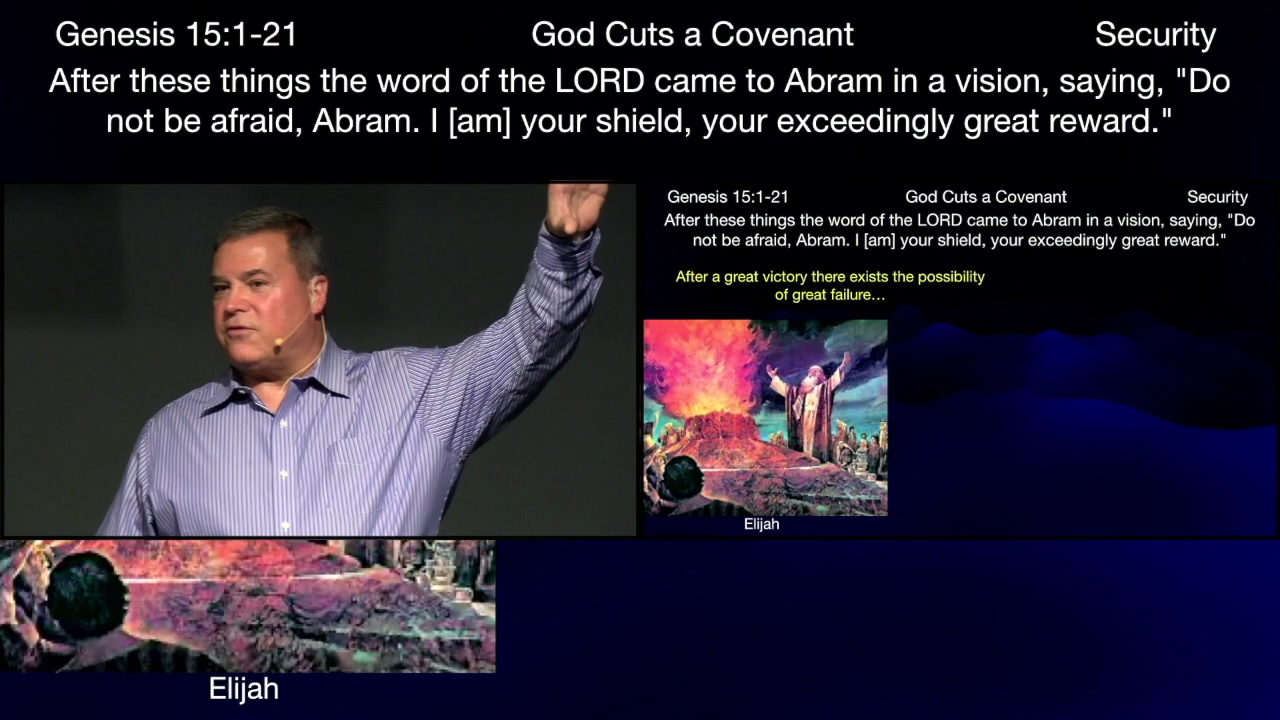 Genesis 15:1-21 God Cuts a Covenant Security
After these things the word of the LORD came to Abram in a vision, saying, "Do
not be afraid, Abram. I [am] your shield, your exceedingly great reward."
Genesis 15:1-21 God Cuts a Covenant Security
After these things the word of the LORD came to Abram in a vision, saying, "Do
not be afraid, Abram. I [am] your shield, your exceedingly great reward."
After a great victory there exists the possibility
of great failure...
Elijah
Elijah